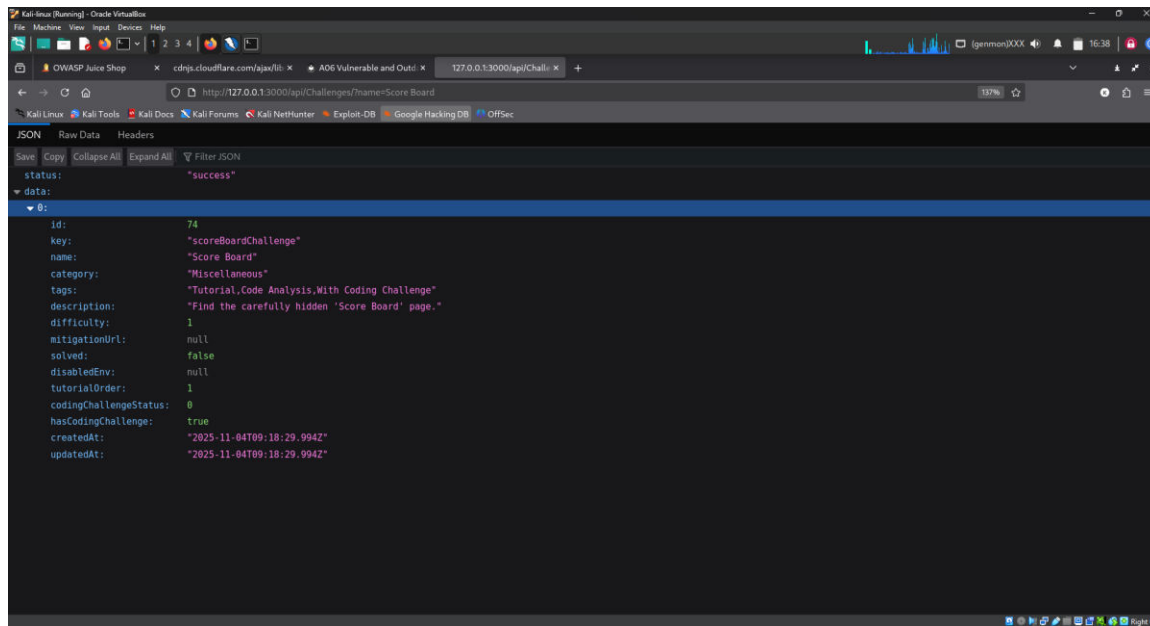 Kali-linux [Running] - Oracle VirtualBox
File Machine View Input Devices Help
1 2 3 4
(genmon)XXX
16:38
OWASP Juice Shop
cdnjs.cloudflare.com/ajax/lib
A06 Vulnerable and Outd
127.0.0.1:3000/api/Challe
http://127.0.0.1:3000/api/Challenges/?name=Score Board
137%
Kali Linux Kali Tools Kali Docs Kali Forums Kali NetHunter Exploit-DB Google Hacking DB OffSec
JSON Raw Data Headers
Save Copy Collapse All Expand All Filter JSON
status: "success"
data:
0:
id: 74
key: "scoreBoardChallenge"
name: "Score Board"
category: "Miscellaneous"
tags: "Tutorial,Code Analysis,With Coding Challenge"
description: "Find the carefully hidden 'Score Board' page."
difficulty: 1
mitigationUrl: null
solved: false
disabledEnv: null
tutorialOrder: 1
codingChallengeStatus: 0
hasCodingChallenge: true
createdAt: "2025-11-04T09:18:29.994Z"
updatedAt: "2025-11-04T09:18:29.994Z"
Right